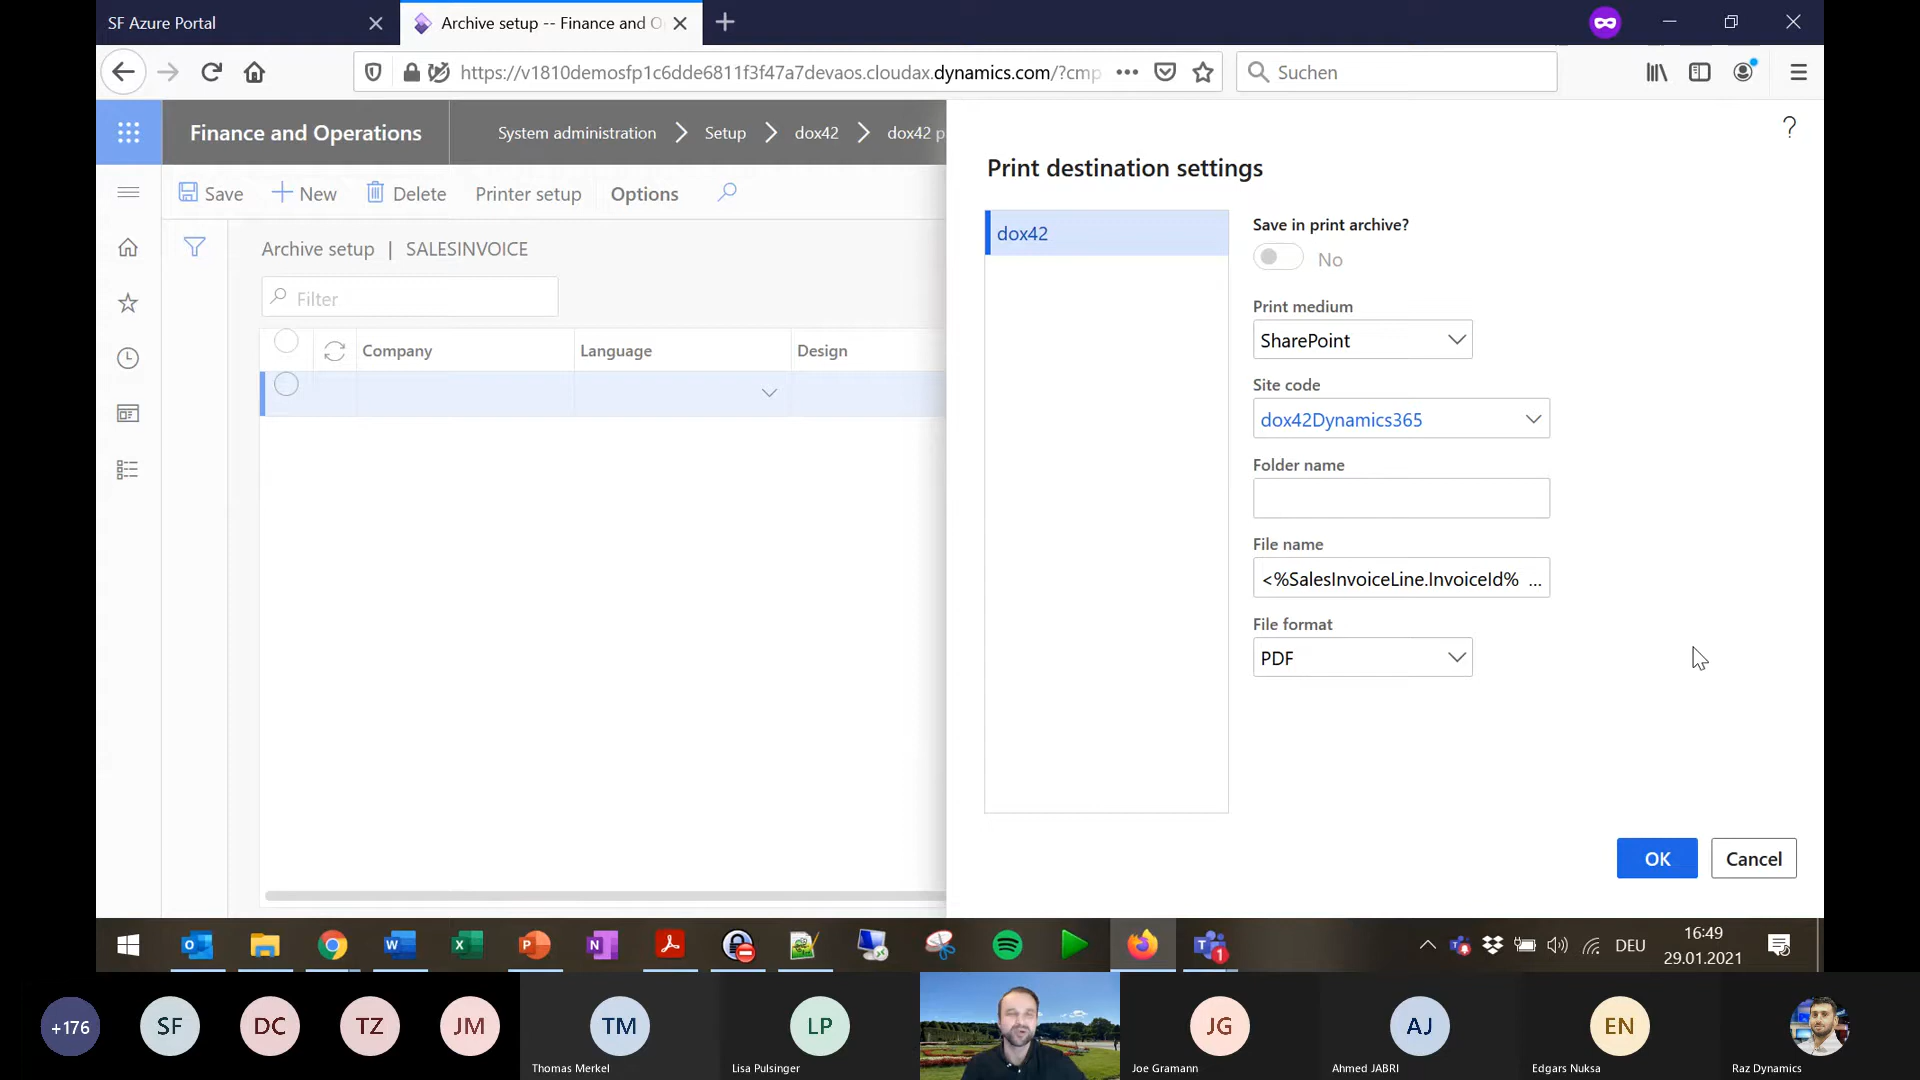 SF Azure Portal
Archive setup -- Finance and O
https://v1810demosfp1c6dde6811f3f47a7devaos.cloudax.dynamics.com/?cmp
Suchen
Finance and Operations
System administration
Setup
dox42
dox42 p
Save
New
Delete
Printer setup
Options
Archive setup | SALESINVOICE
Filter
Company
Language
Design
?
Print destination settings
dox42
Save in print archive?
No
Print medium
SharePoint
Site code
dox42Dynamics365
Folder name
File name
<%SalesInvoiceLine.InvoiceId% ...
File format
PDF
OK
Cancel
DEU
16:49
29.01.2021
+176
SF
DC
TZ
JM
TM
Thomas Merkel
LP
Lisa Pulsinger
JG
Joe Gramann
AJ
Ahmed JABRI
EN
Edgars Nuksa
Raz Dynamics